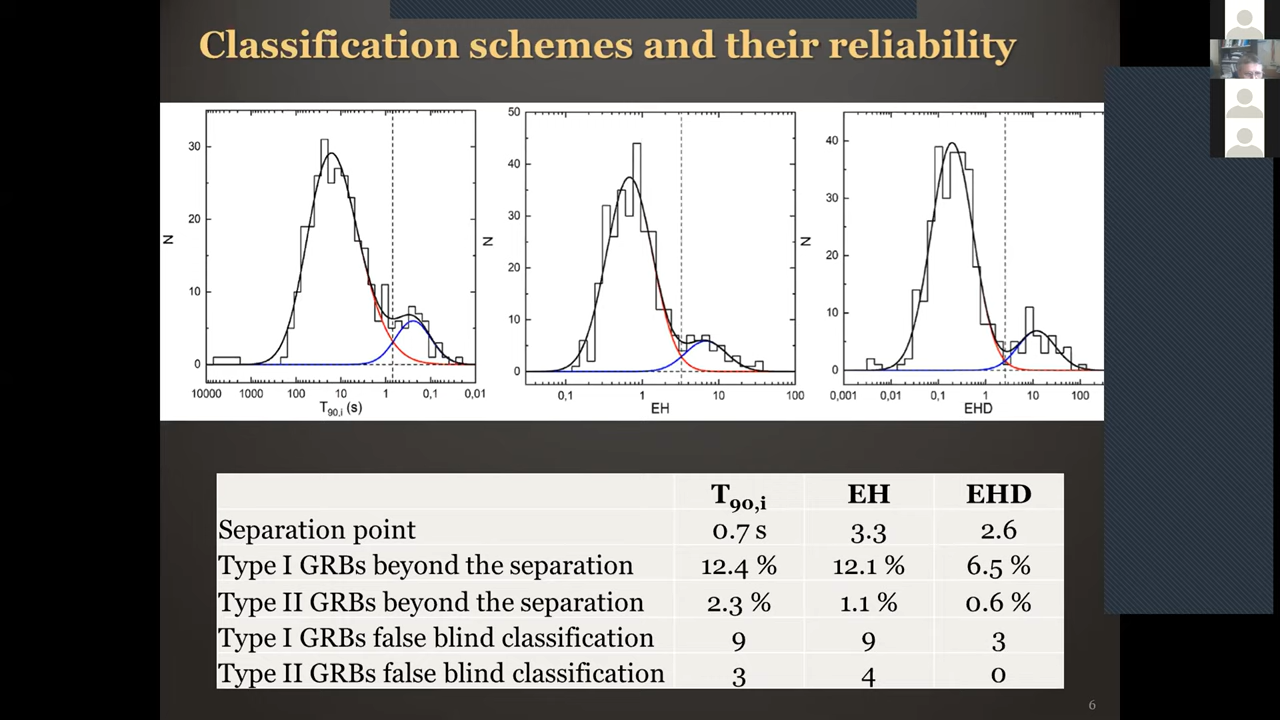 Classification schemes and their reliability
N
30
20
10
0
10000 1000 100 10 1 0,1 0,01
T90,i (s)
N
50
40
30
20
10
0
0,1 1 10 100
EH
N
40
30
20
10
0
0,001 0,01 0,1 1 10 100
EHD
T90,i EH EHD
Separation point 0.7 s 3.3 2.6
Type I GRBs beyond the separation 12.4 % 12.1 % 6.5 %
Type II GRBs beyond the separation 2.3 % 1.1 % 0.6 %
Type I GRBs false blind classification 9 9 3
Type II GRBs false blind classification 3 4 0
6